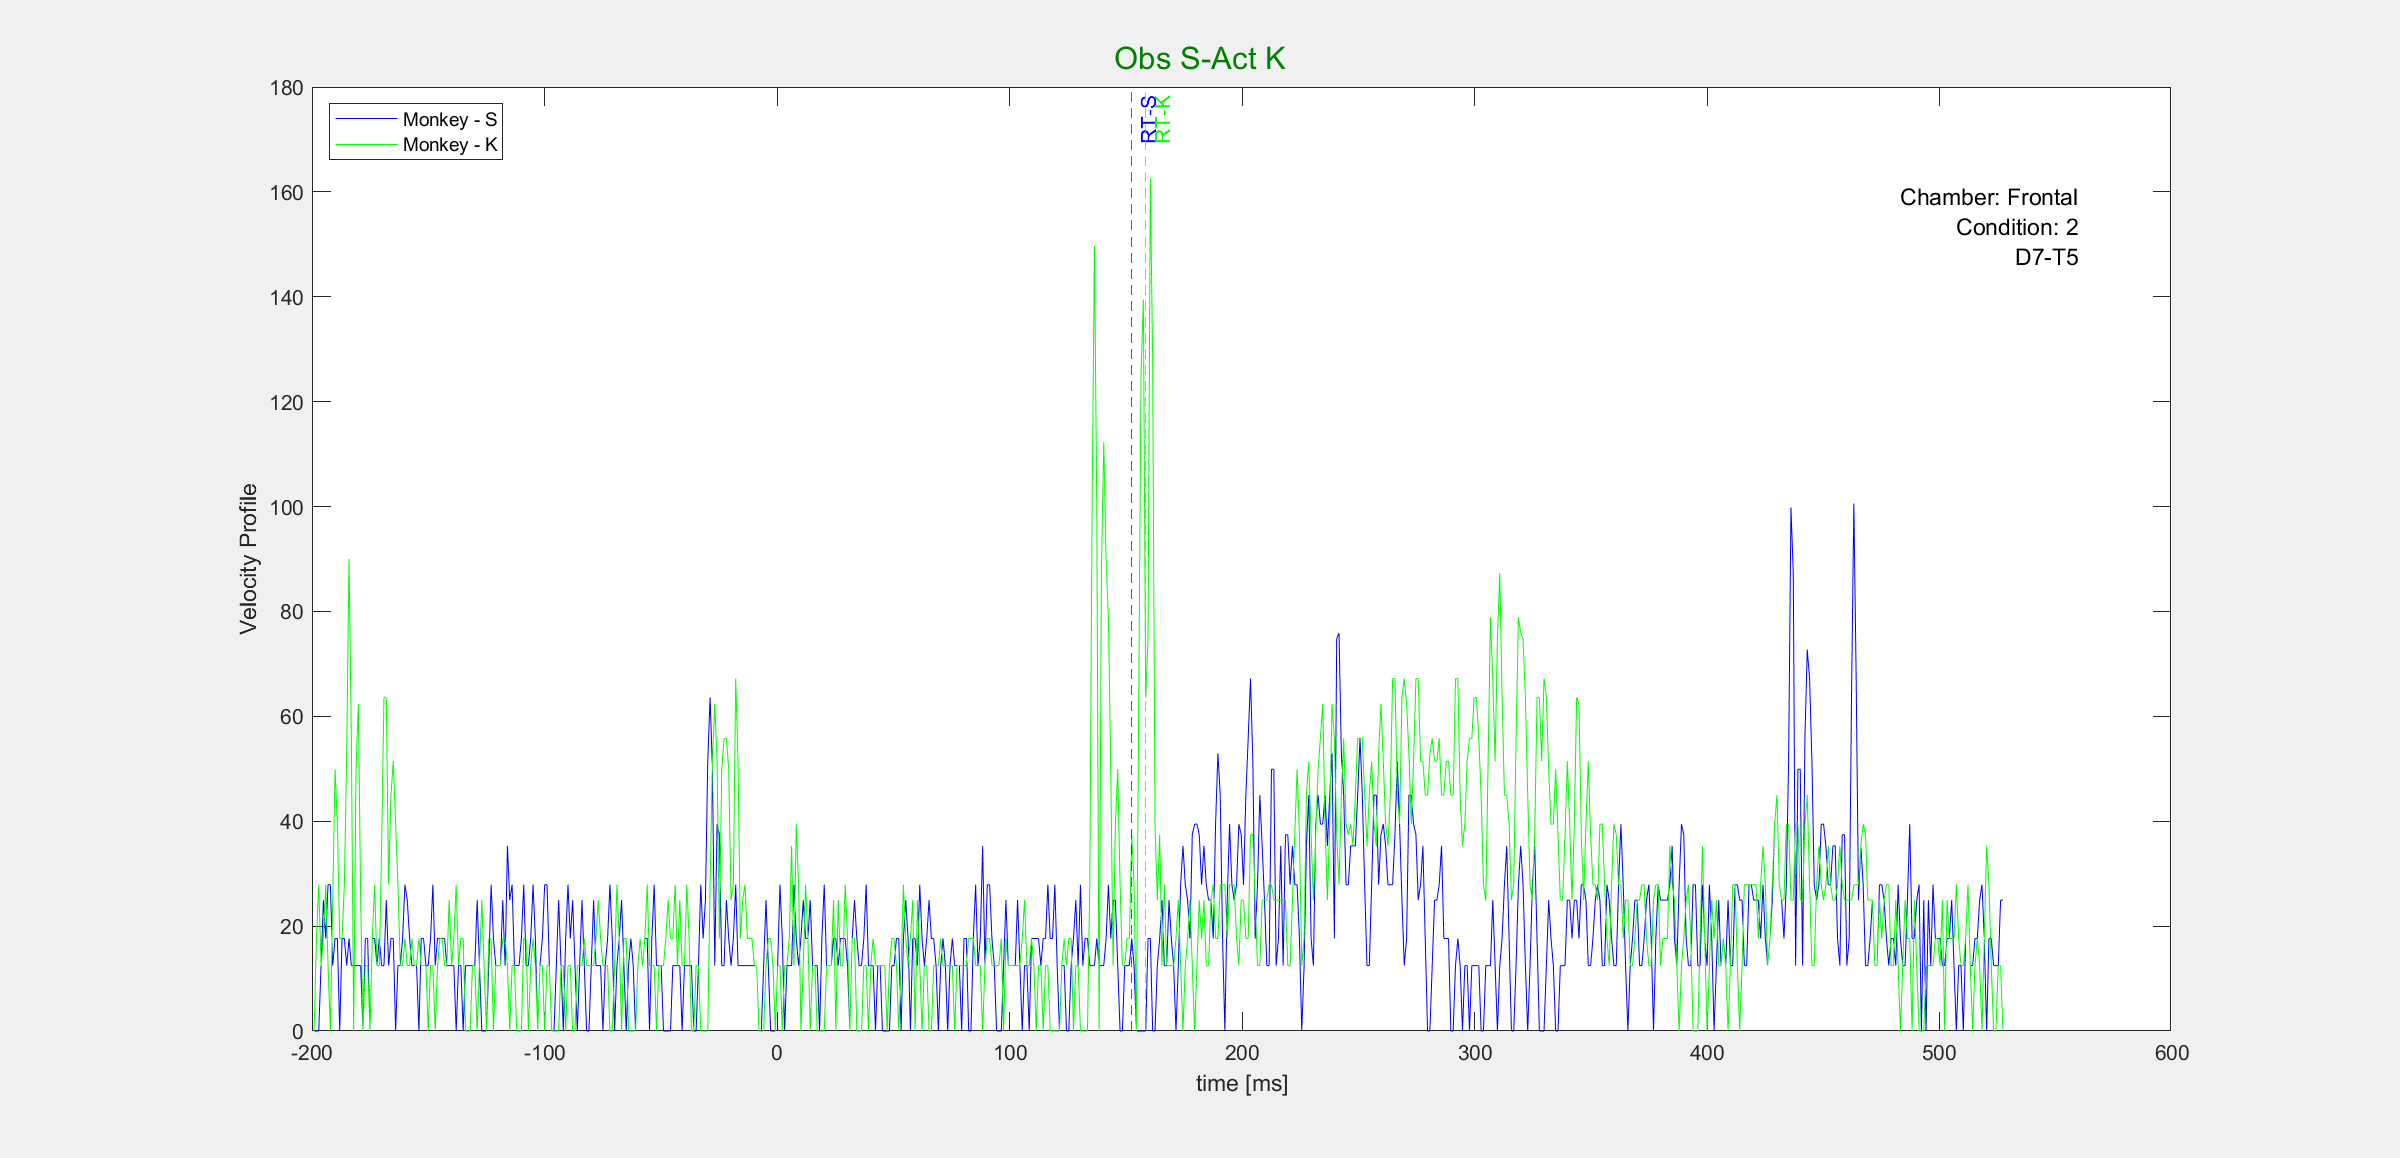 Obs S-Act K
180
160
140
120
100
80
60
40
20
0
Velocity Profile
Monkey - S
Monkey - K
RT-S
RT-K
Chamber: Frontal
Condition: 2
D7-T5
-200 -100 0 100 200 300 400 500 600
time [ms]